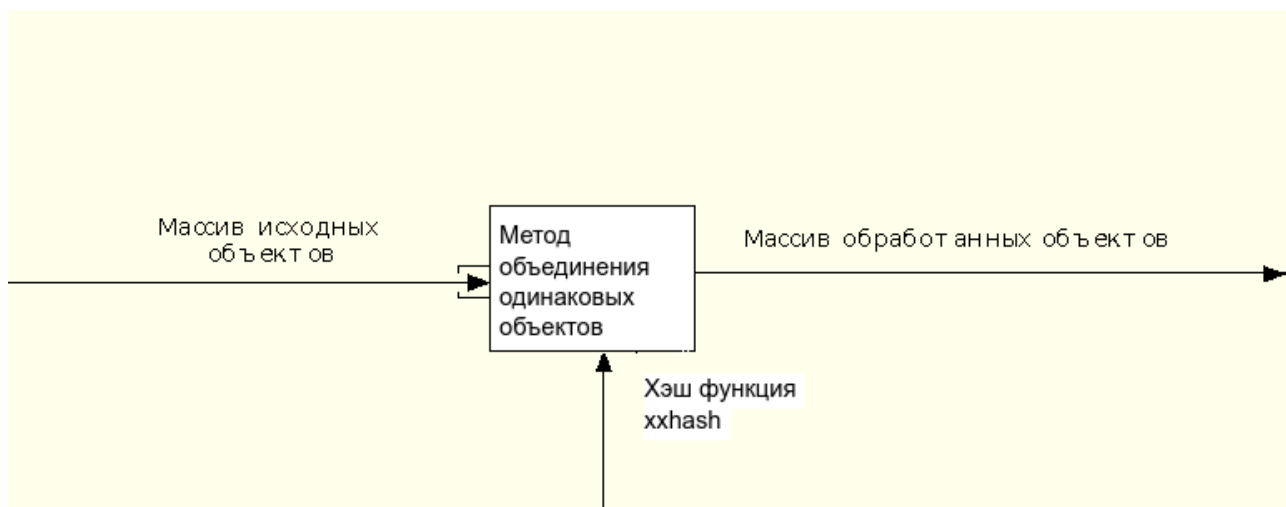 Массив исходных
объектов
Метод
объединения
одинаковых
объектов
Массив обработанных объектов
Хэш функция
xxhash